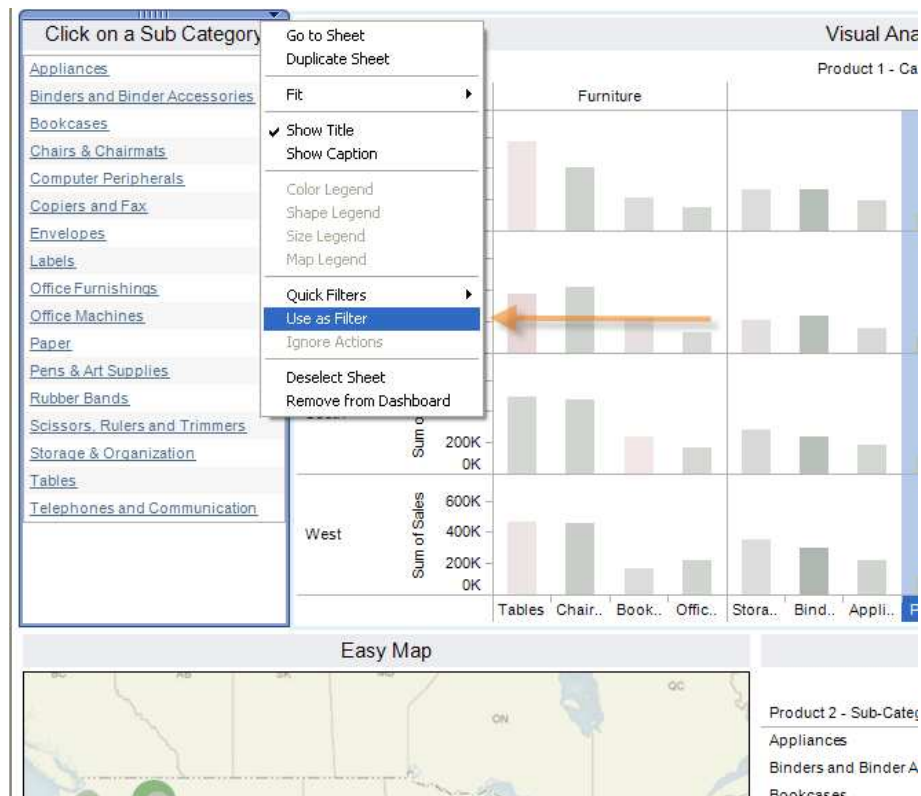 Click on a Sub Category
Appliances
Binders and Binder Accessories
Bookcases
Chairs & Chairmats
Computer Peripherals
Copiers and Fax
Envelopes
Labels
Office Furnishings
Office Machines
Paper
Pens & Art Supplies
Rubber Bands
Scissors, Rulers and Trimmers
Storage & Organization
Tables
Telephones and Communication
Go to Sheet
Duplicate Sheet
Fit
Show Title
Show Caption
Color Legend
Shape Legend
Size Legend
Map Legend
Quick Filters
Use as Filter
Ignore Actions
Deselect Sheet
Remove from Dashboard
Visual Ana
Product 1 - Ca
Furniture
Sum o
200K
0K
West
Sum of Sales
600K
400K
200K
0K
Tables Chair.. Book.. Offic.. Stora.. Bind.. Appli.. P
Easy Map
AB
QC
ON
Product 2 - Sub-Categ
Appliances
Binders and Binder A
Bookcases